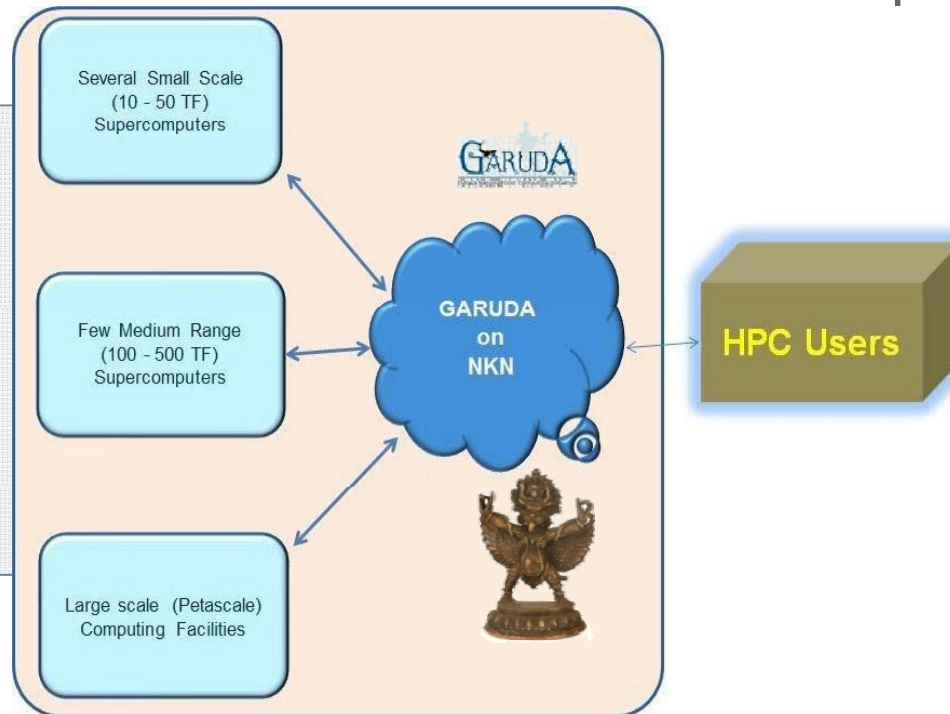 Several Small Scale
(10 - 50 TF)
Supercomputers
GARUDA
Few Medium Range
(100 - 500 TF)
Supercomputers
GARUDA
on
NKN
HPC Users
Large scale (Petascale)
Computing Facilities